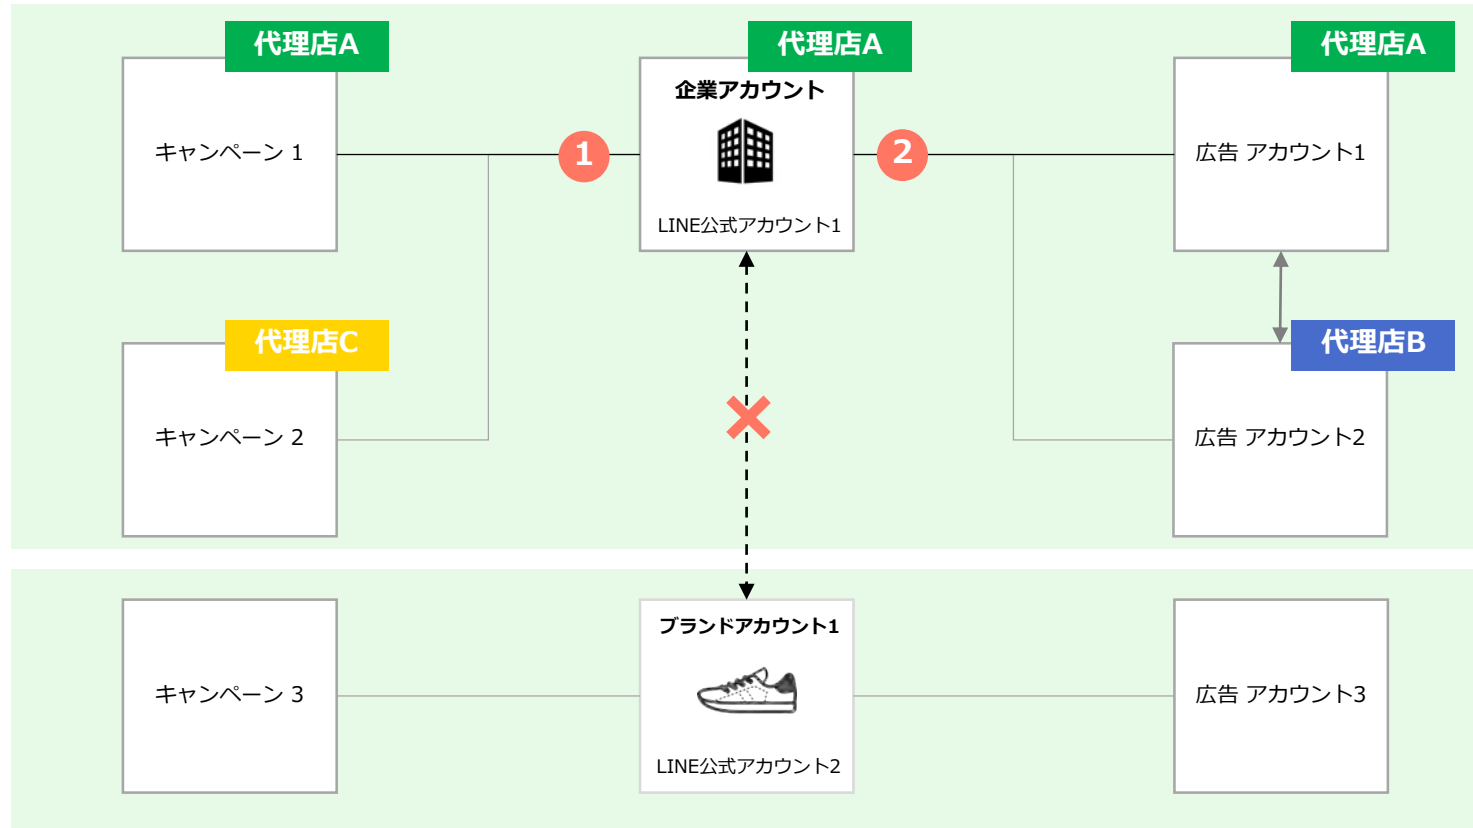 代理店A
代理店A
代理店A
企業アカウント
キャンペーン 1
1
2
広告 アカウント1
LINE公式アカウント1
代理店C
代理店B
キャンペーン 2
広告 アカウント2
ブランドアカウント1
キャンペーン 3
広告 アカウント3
LINE公式アカウント2